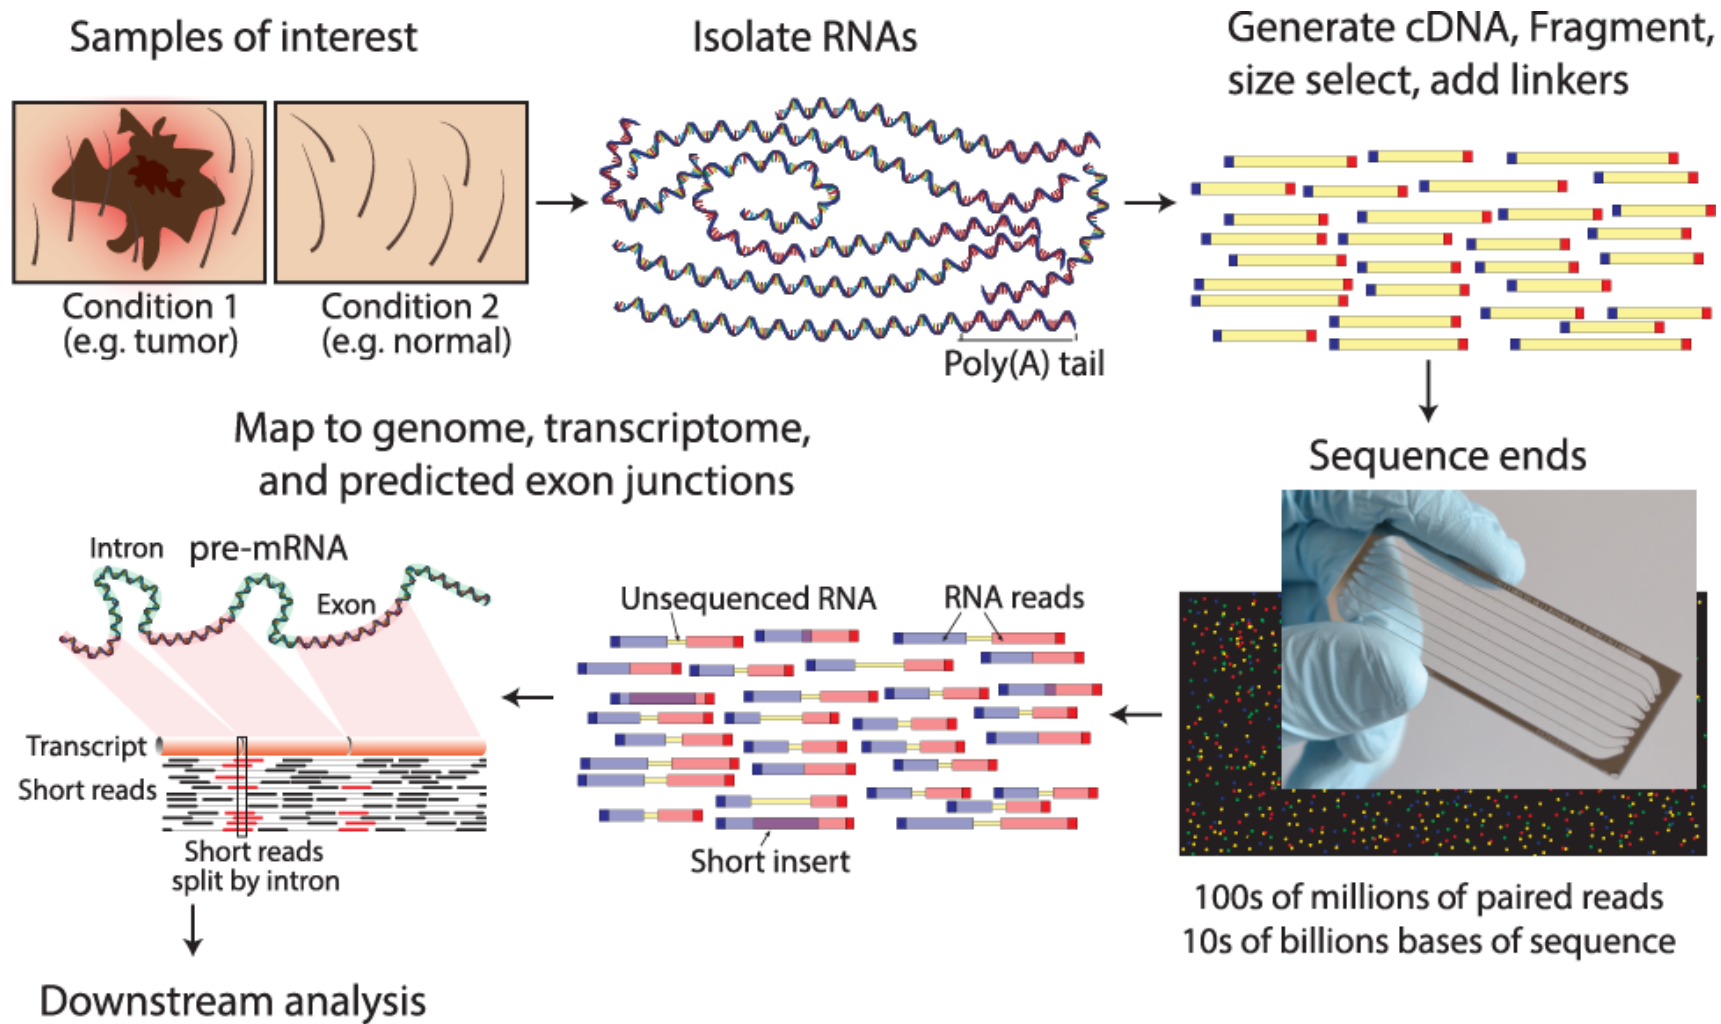 Samples of interest
Condition 1
(e.g. tumor)
Condition 2
(e.g. normal)
Isolate RNAs
Poly(A) tail
Generate cDNA, Fragment,
size select, add linkers
Sequence ends
100s of millions of paired reads
10s of billions bases of sequence
Unsequenced RNA
RNA reads
Short insert
Map to genome, transcriptome,
and predicted exon junctions
Intron
pre-mRNA
Exon
Transcript
Short reads
Short reads
split by intron
Downstream analysis